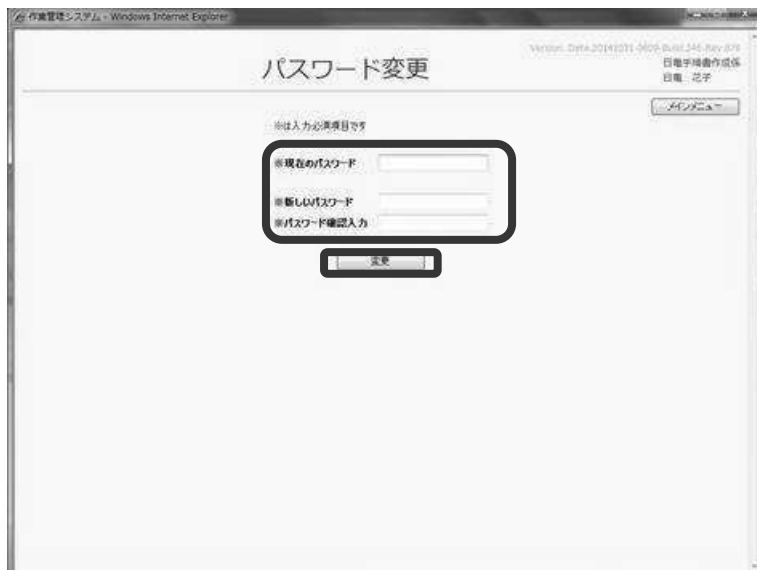 作業管理システム - Windows Internet Explorer
パスワード変更
日電 花子
メインメニュー
※は入力必須項目です
※現在のパスワード
※新しいパスワード
※パスワード確認入力
変更